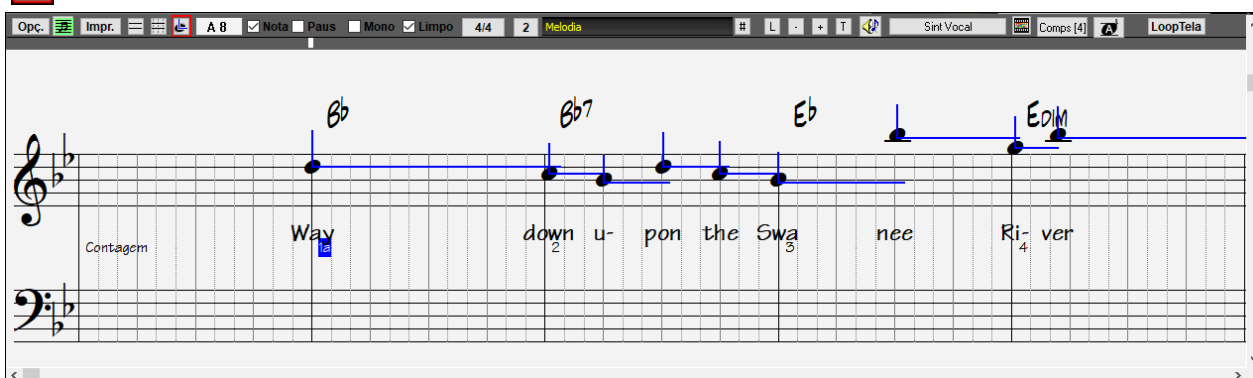 Opç. Impr. A 8 Nota Paus Mono Limpo 4/4 2 Melodia # L - + T Sint Vocal Comps [4] A LoopTela
Bb Bb7 Eb EDIM
Way down u- pon the Swa nee Ri- ver
Contagem 1a 2 3 4